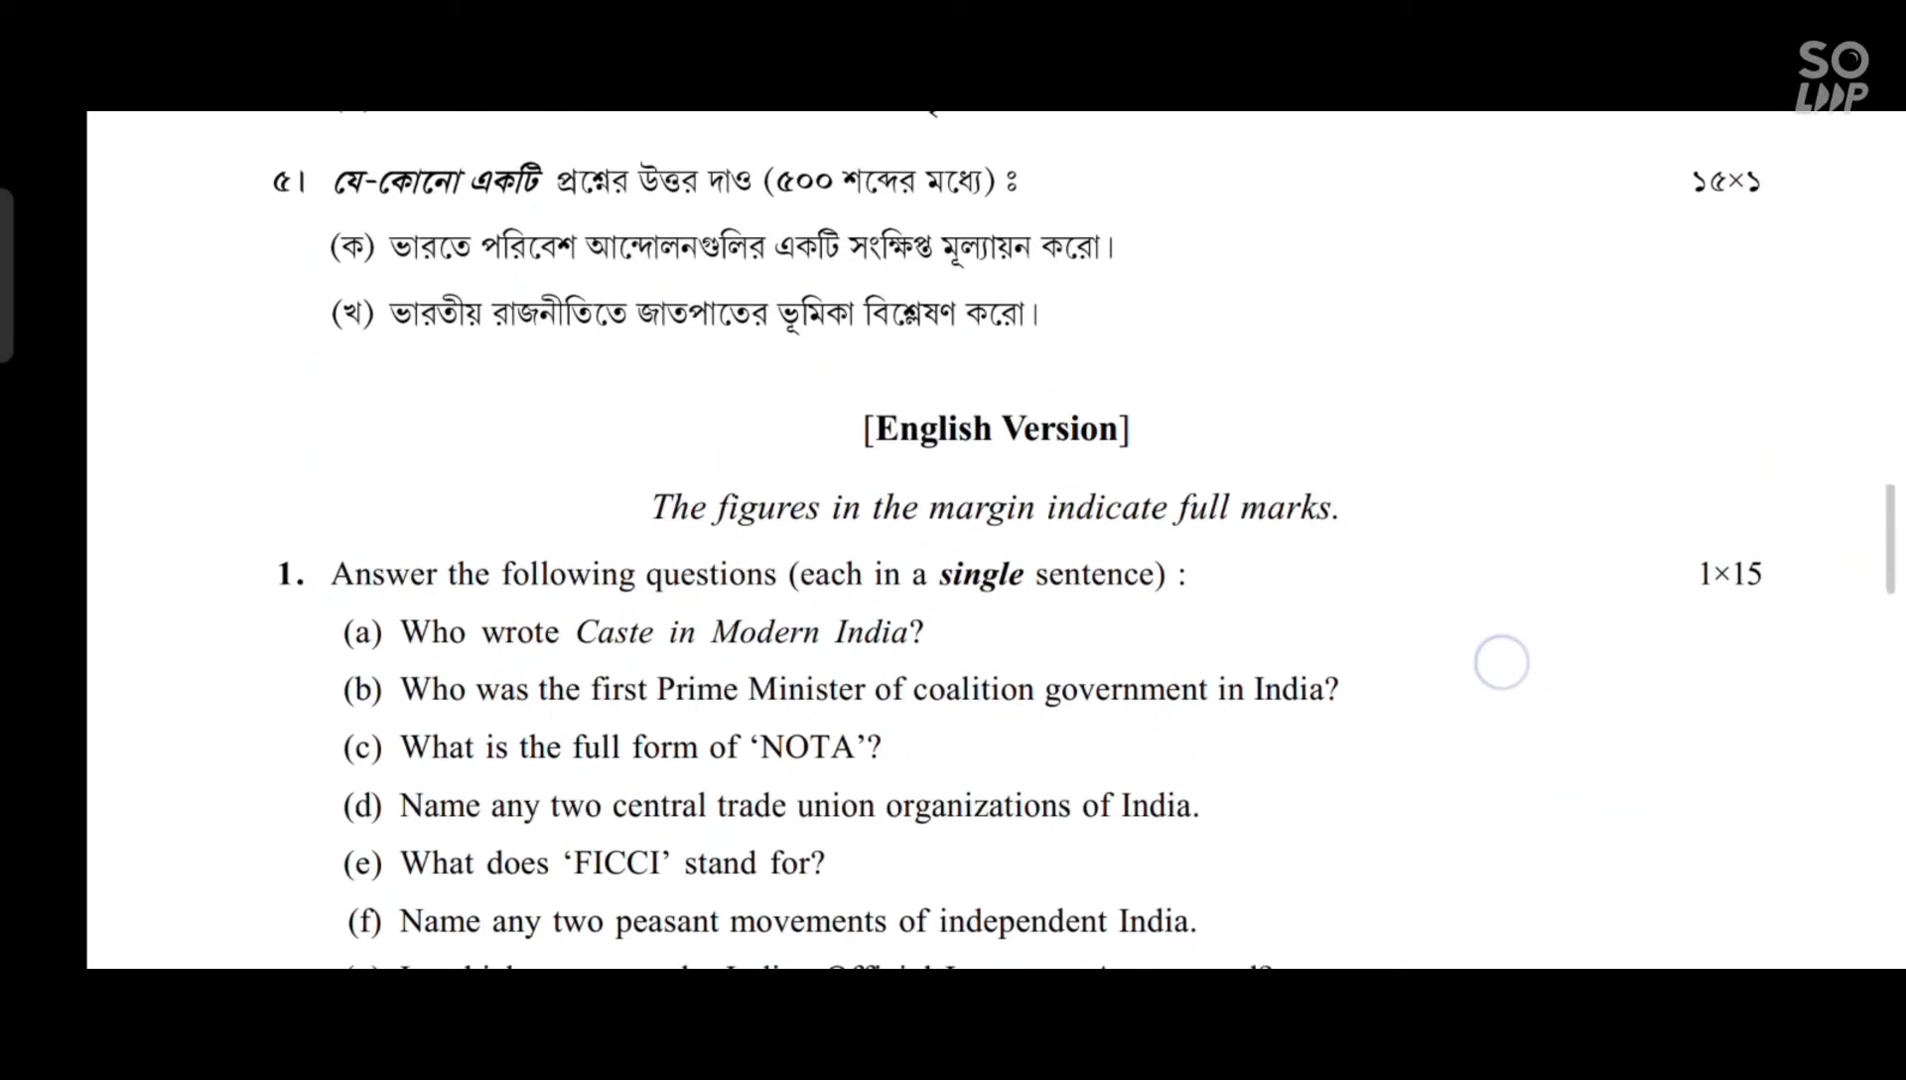 SO
LOOP
৫। যে-কোনো একটি প্রশ্নের উত্তর দাও (৫০০ শব্দের মধ্যে) ঃ ১৫×১
(ক) ভারতে পরিবেশ আন্দোলনগুলির একটি সংক্ষিপ্ত মূল্যায়ন করো।
(খ) ভারতীয় রাজনীতিতে জাতপাতের ভূমিকা বিশ্লেষণ করো।
[English Version]
The figures in the margin indicate full marks.
1. Answer the following questions (each in a single sentence) : 1×15
(a) Who wrote Caste in Modern India?
(b) Who was the first Prime Minister of coalition government in India?
(c) What is the full form of ‘NOTA’?
(d) Name any two central trade union organizations of India.
(e) What does ‘FICCI’ stand for?
(f) Name any two peasant movements of independent India.